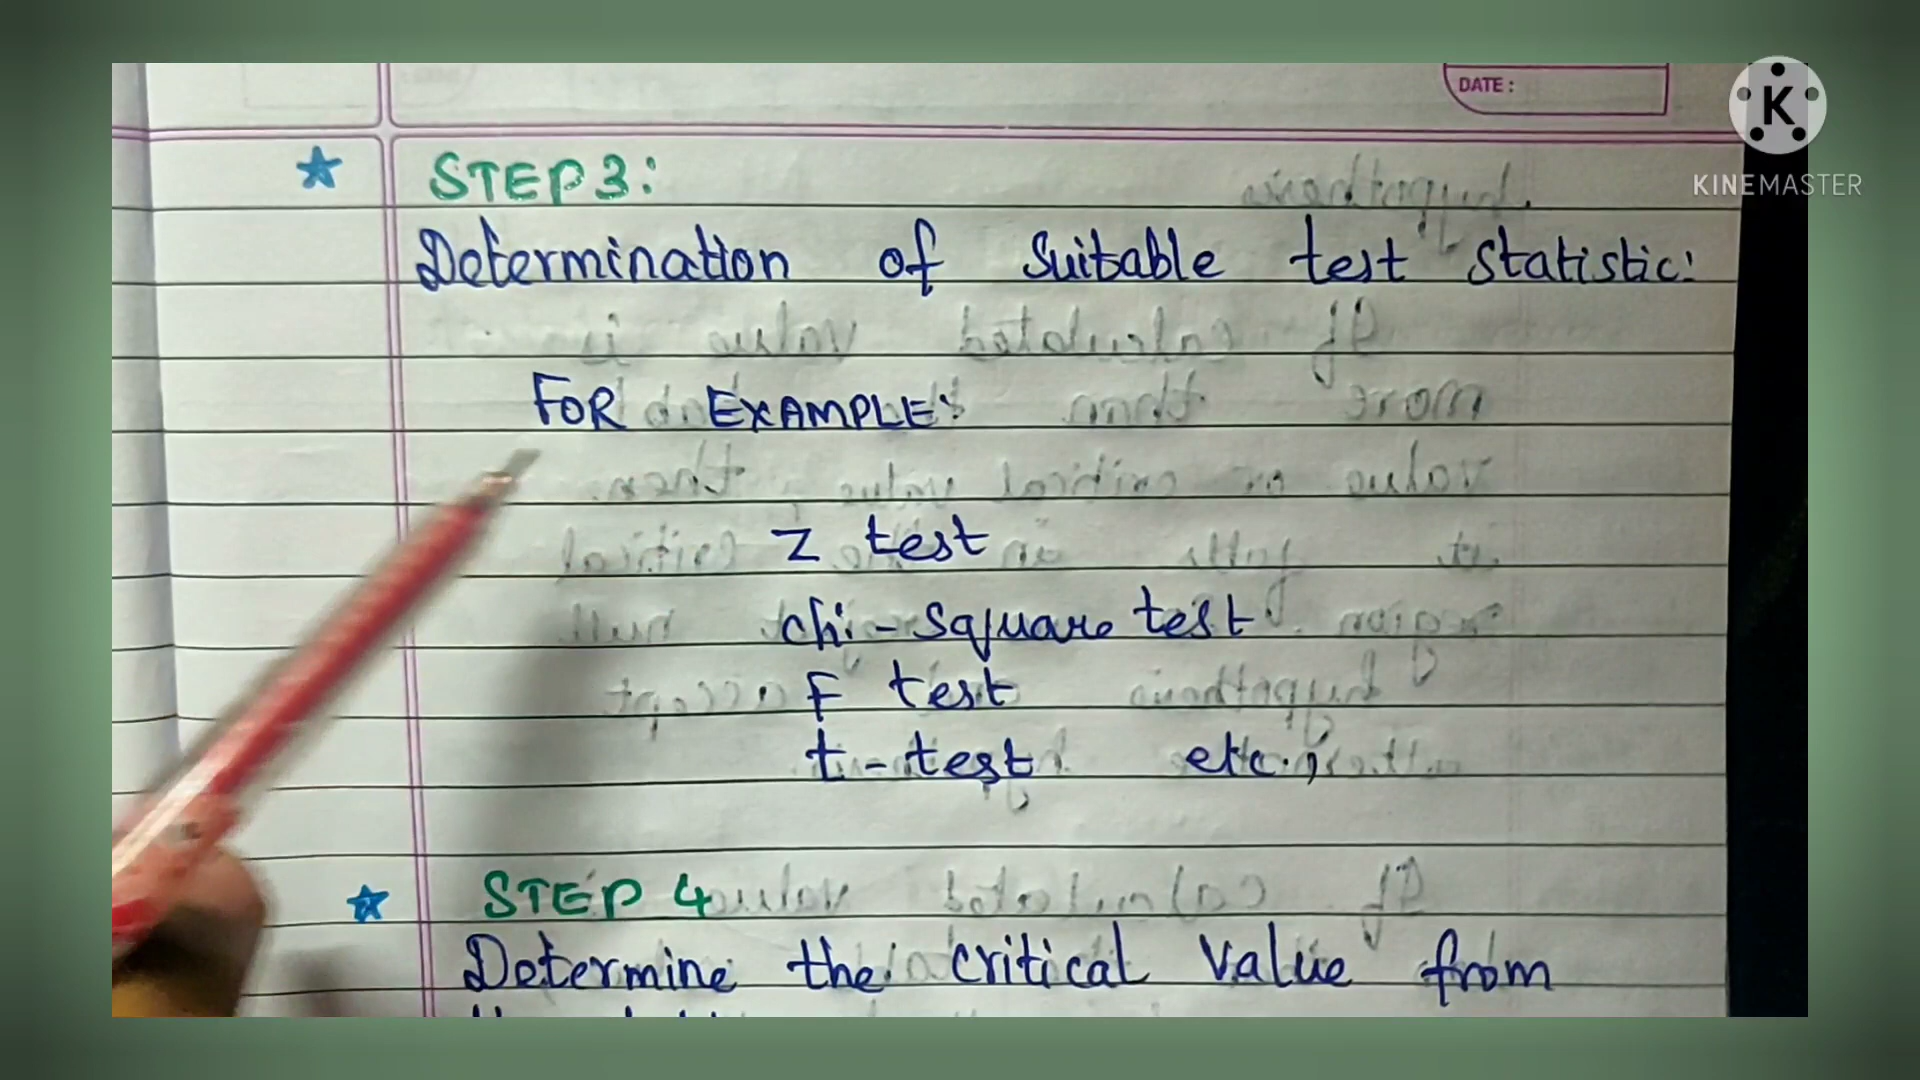 DATE :
K
KINEMASTER
STEP 3:
Determination of Suitable test Statistic:
FOR EXAMPLE:
Z test
chi-square test
F test
t-test etc.,
STEP 4
Determine the critical value from